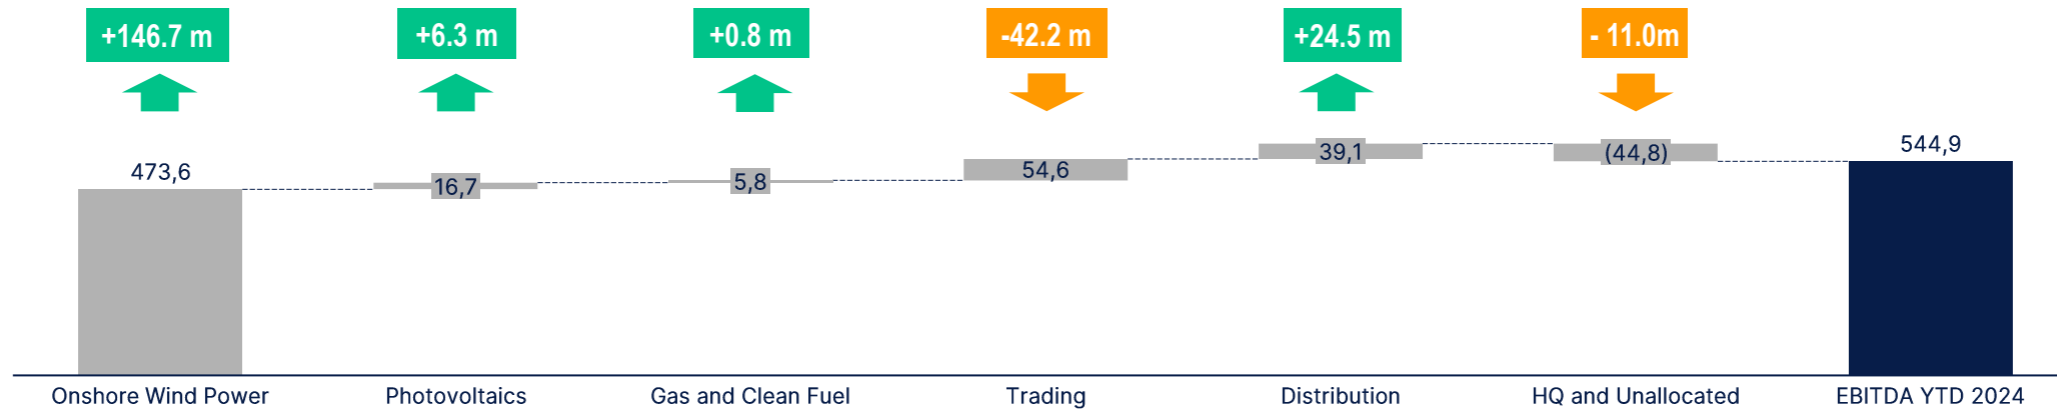 +146.7 m
+6.3 m
+0.8 m
-42.2 m
+24.5 m
- 11.0m
473,6
16,7
5,8
54,6
39,1
(44,8)
544,9
Onshore Wind Power
Photovoltaics
Gas and Clean Fuel
Trading
Distribution
HQ and Unallocated
EBITDA YTD 2024